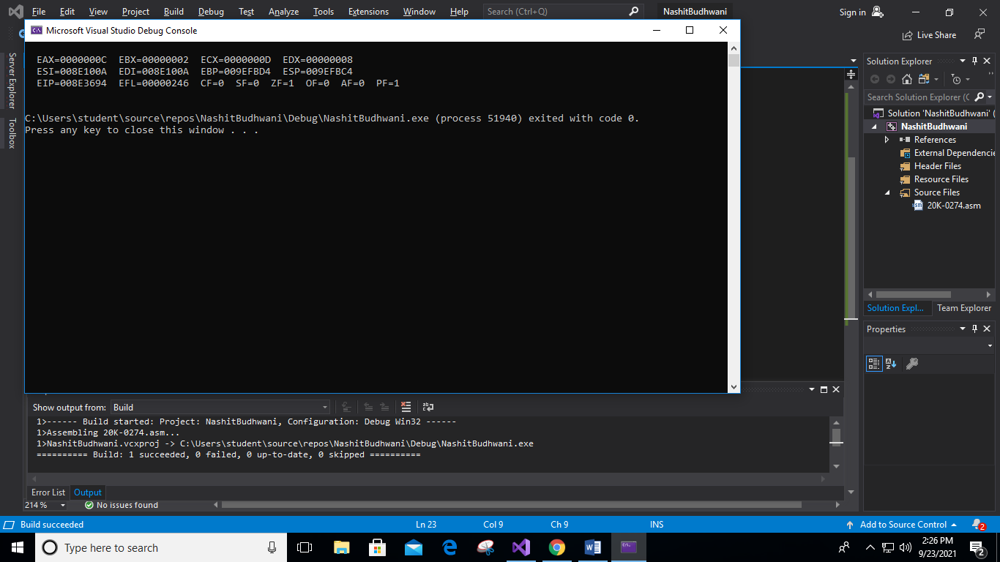 File Edit View Project Build Debug Test Analyze Tools Extensions Window Help Search (Ctrl+Q) NashitBudhwani Sign in
Live Share
Microsoft Visual Studio Debug Console
EAX=0000000C EBX=00000002 ECX=0000000D EDX=00000008
ESI=008E100A EDI=008E100A EBP=009EFBD4 ESP=009EFBC4
EIP=008E3694 EFL=00000246 CF=0 SF=0 ZF=1 OF=0 AF=0 PF=1
C:\Users\student\source\repos\NashitBudhwani\Debug\NashitBudhwani.exe (process 51940) exited with code 0.
Press any key to close this window . . .
Server Explorer
Toolbox
Solution Explorer
Search Solution Explorer (C
Solution 'NashitBudhwani' (
NashitBudhwani
References
External Dependencie
Header Files
Resource Files
Source Files
20K-0274.asm
Solution Expl... Team Explorer
Properties
Show output from: Build
1>------ Build started: Project: NashitBudhwani, Configuration: Debug Win32 ------
1>Assembling 20K-0274.asm...
1>NashitBudhwani.vcxproj -> C:\Users\student\source\repos\NashitBudhwani\Debug\NashitBudhwani.exe
========== Build: 1 succeeded, 0 failed, 0 up-to-date, 0 skipped ==========
Error List Output
214 % No issues found
Build succeeded Ln 23 Col 9 Ch 9 INS Add to Source Control 2
Type here to search 2:26 PM
9/23/2021 2